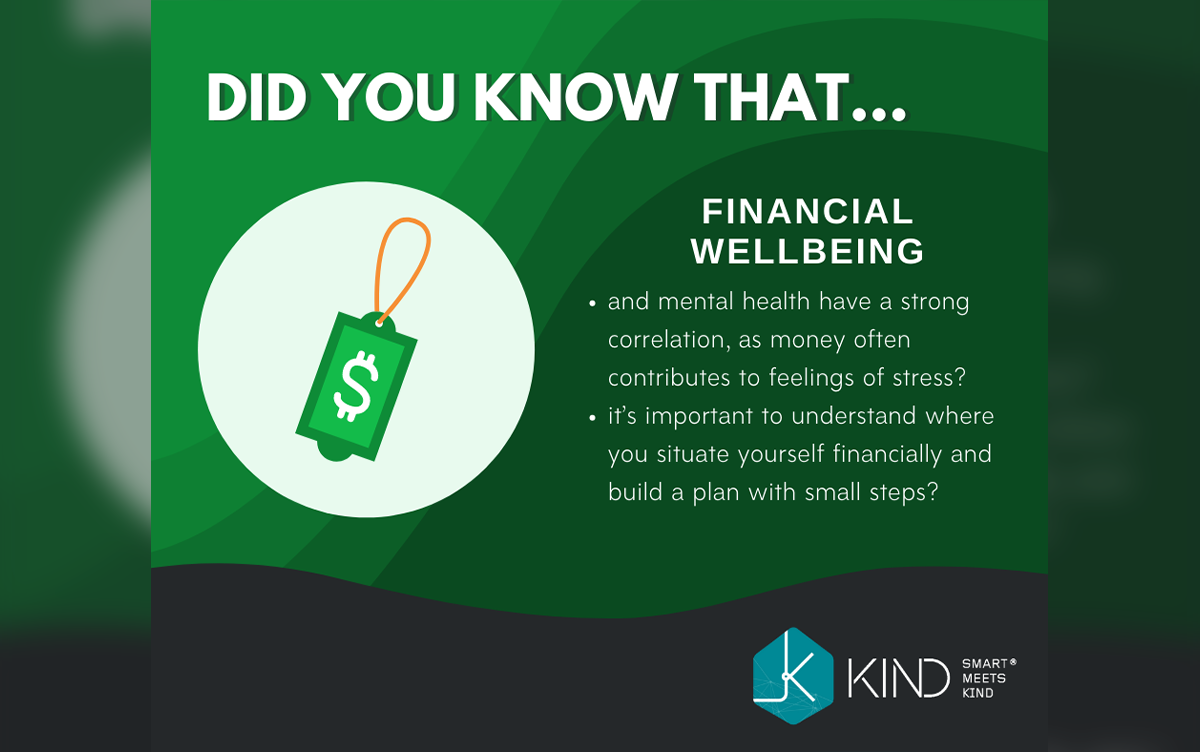 DID YOU KNOW THAT...
FINANCIAL
WELLBEING
• and mental health have a strong
correlation, as money often
contributes to feelings of stress?
• it's important to understand where
you situate yourself financially and
build a plan with small steps?
$
K
KIND
SMART®
MEETS
KIND